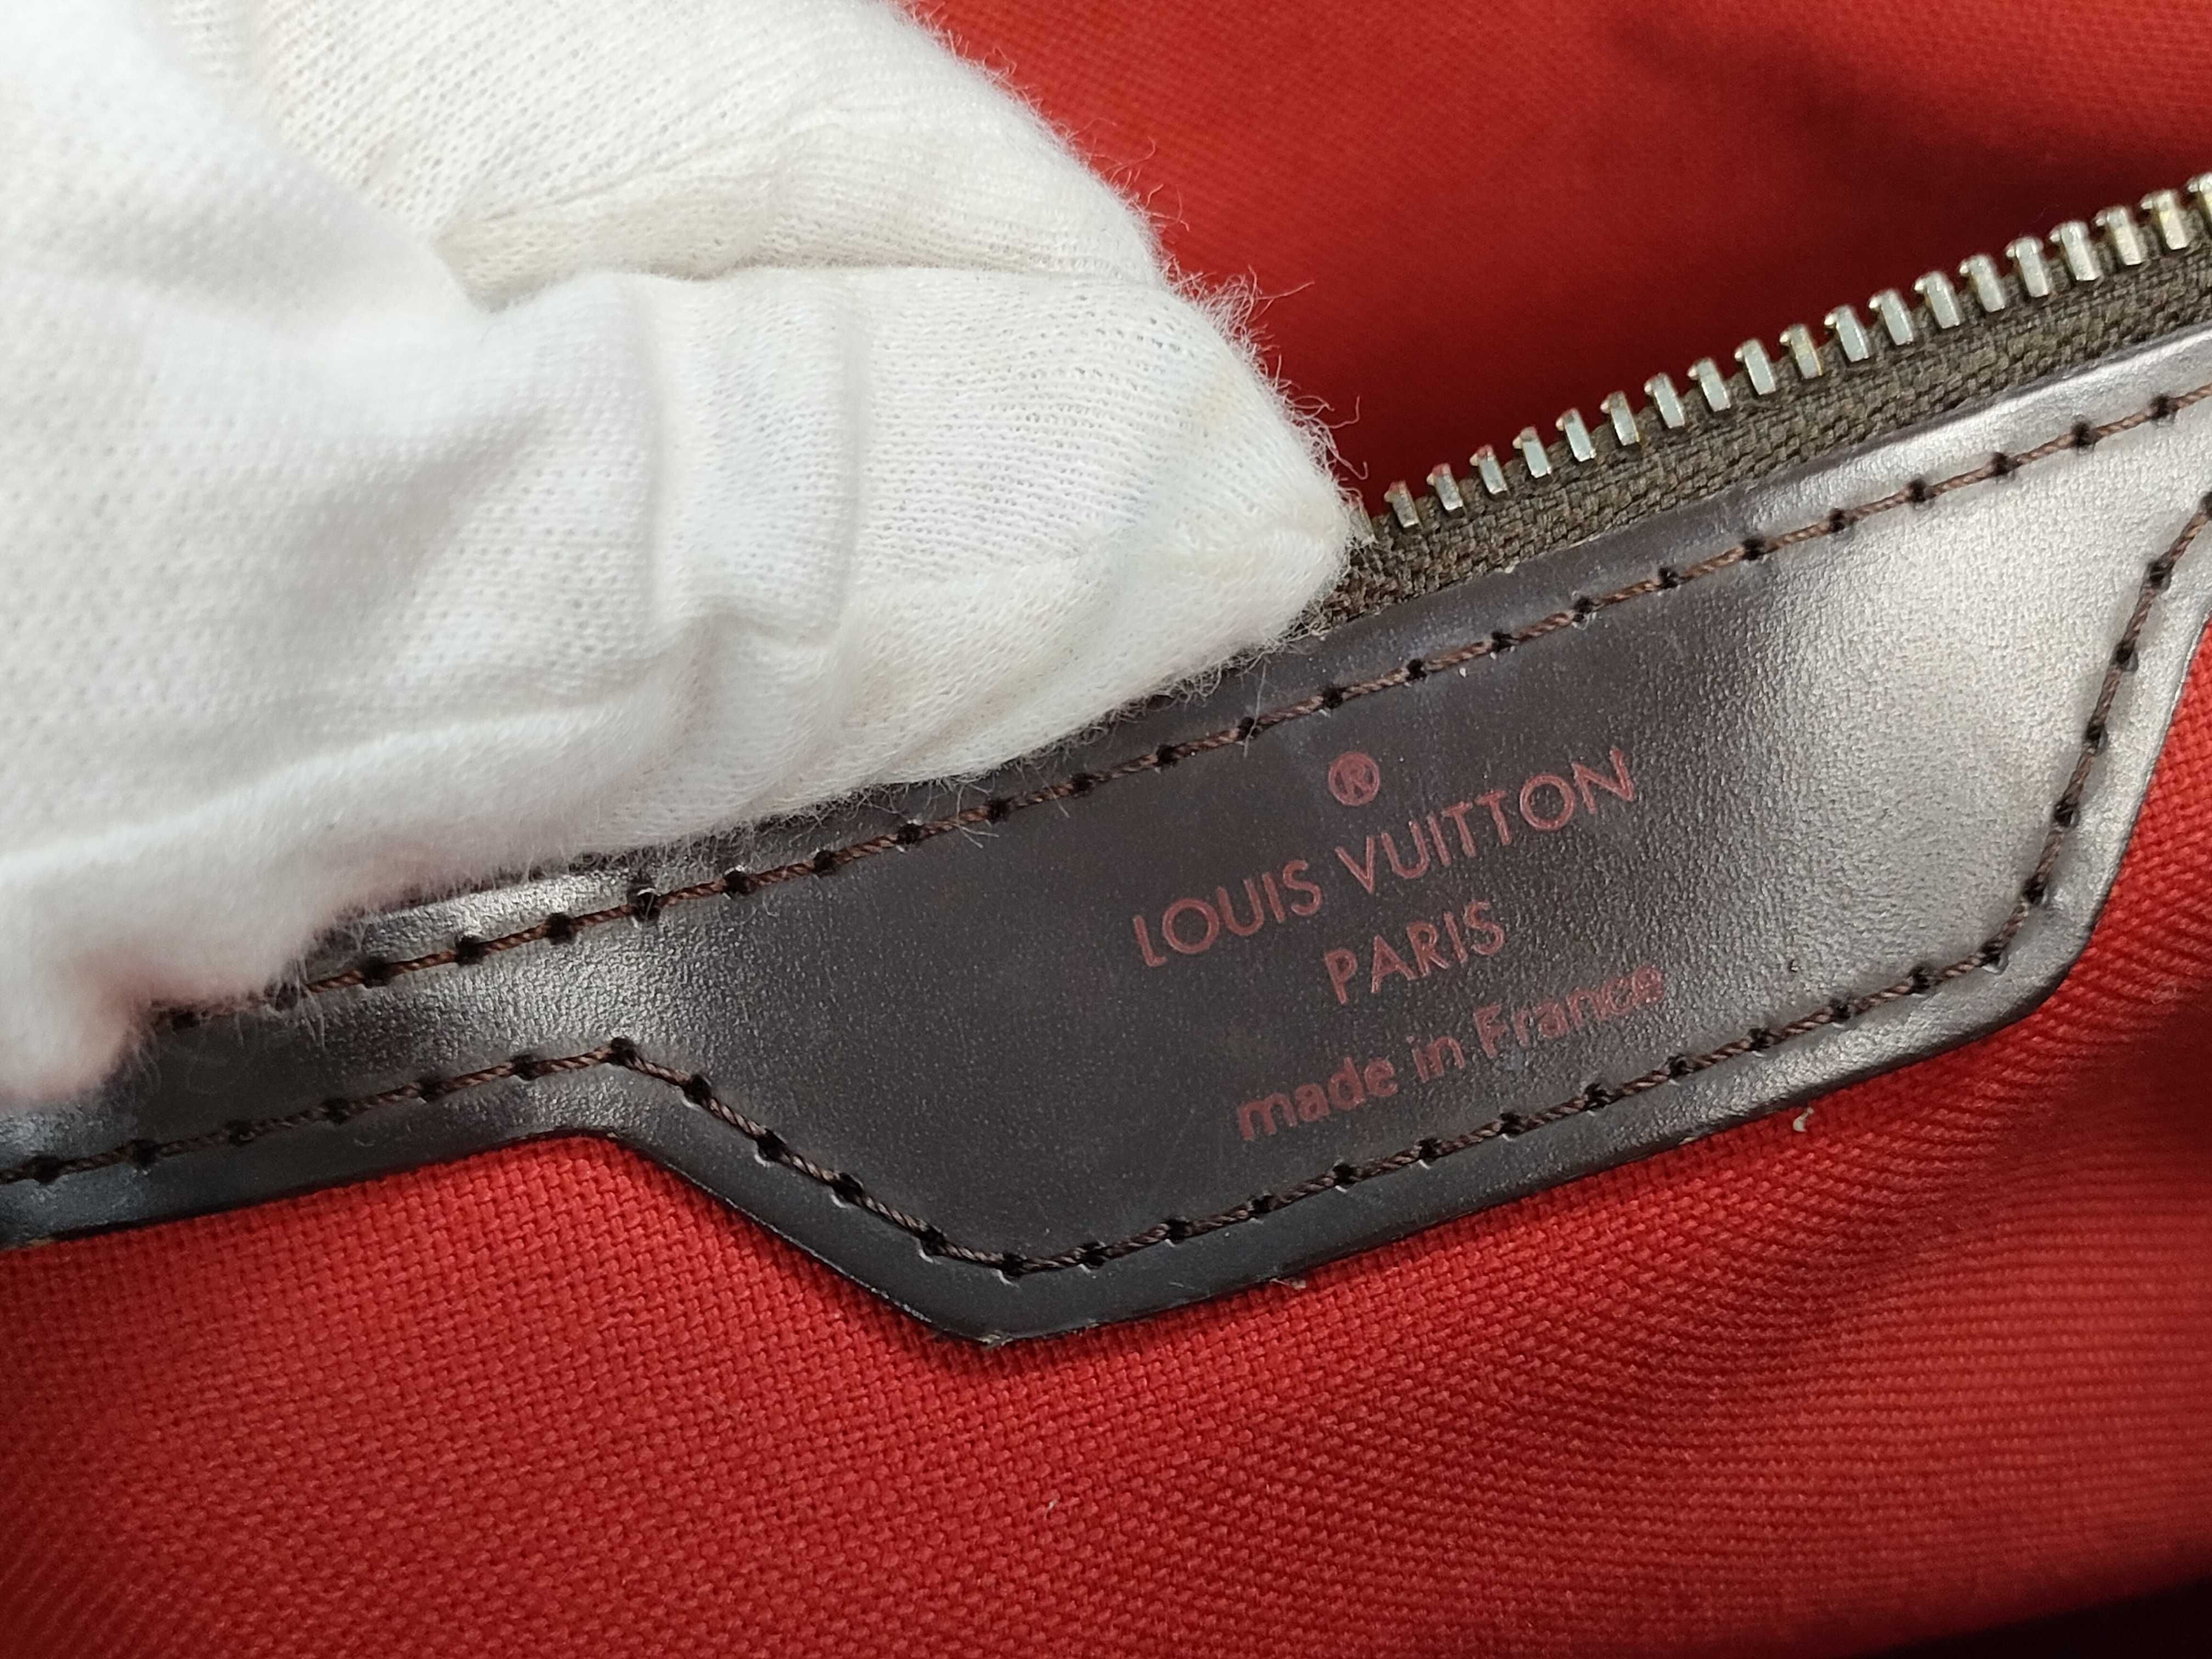 ®
LOUIS VUITTON
PARIS
made in France